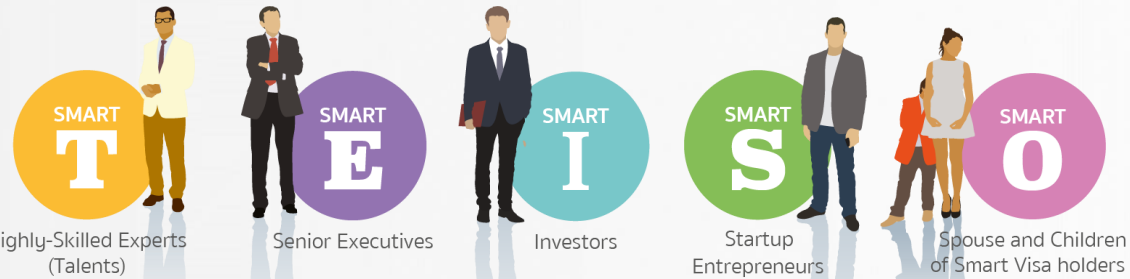 SMART
T
ighly-Skilled Experts
(Talents)
SMART
E
Senior Executives
SMART
I
Investors
SMART
S
Startup
Entrepreneurs
SMART
O
Spouse and Children
of Smart Visa holders